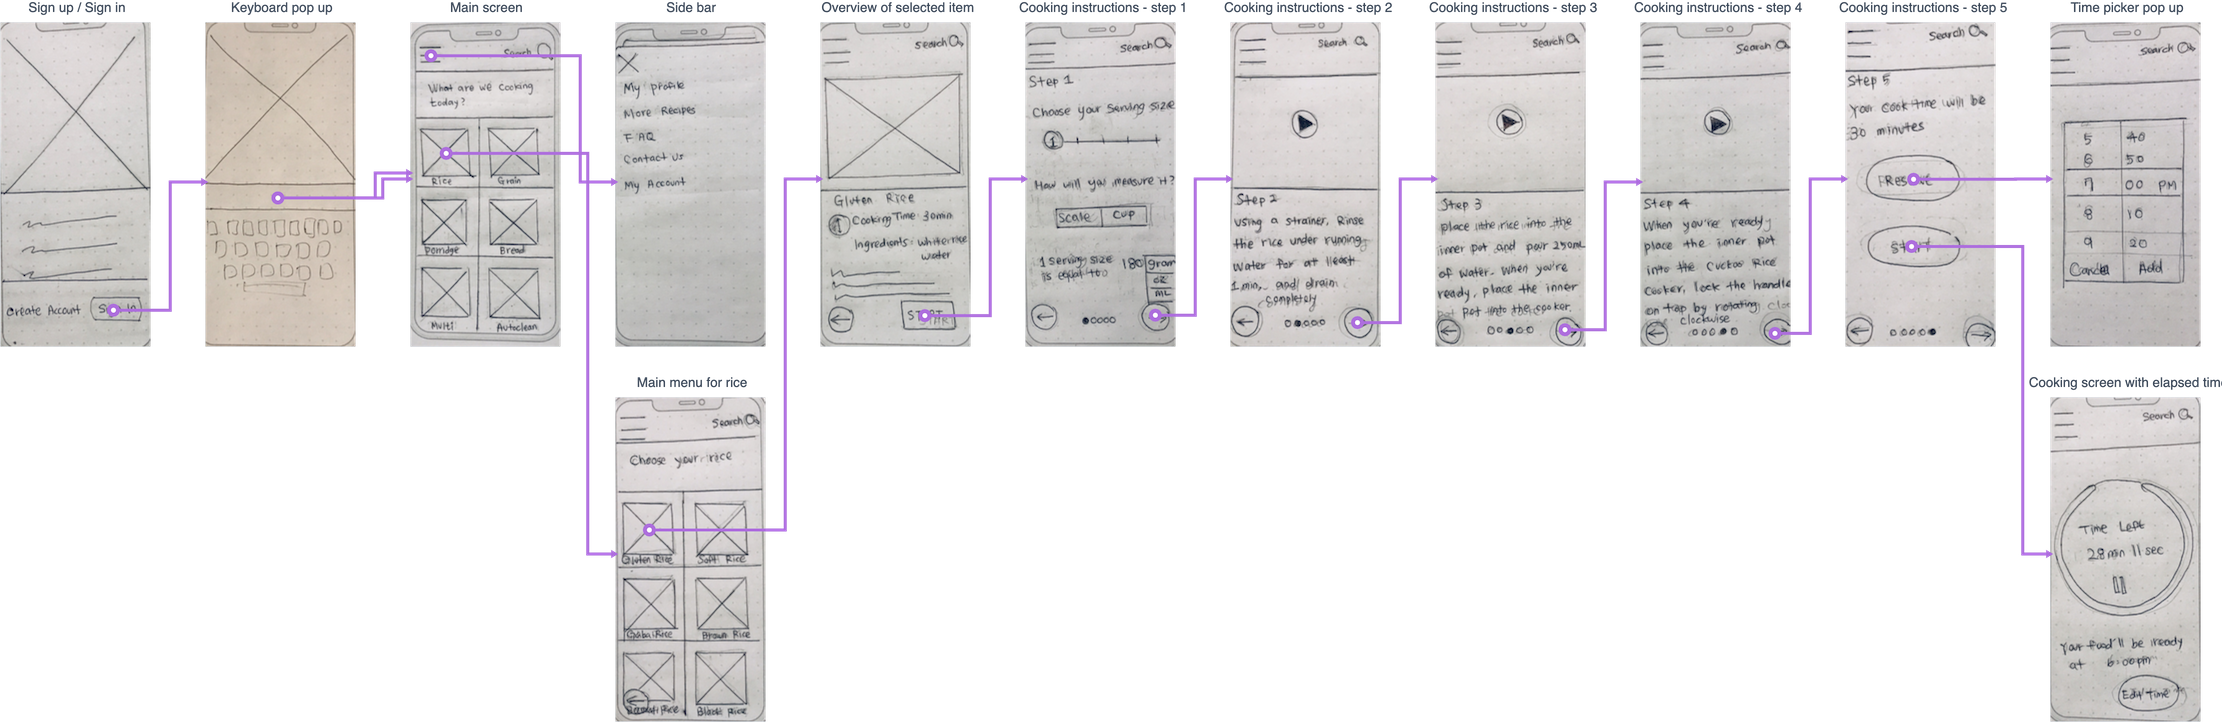 Sign up / Sign in
Create Account
Sign In
Keyboard pop up
Main screen
Search
What are we cooking
today?
Rice
Grain
Porridge
Bread
Multi
Autoclean
Side bar
My profile
More Recipes
FAQ
Contact us
My Account
Main menu for rice
Search
Choose your rice
Gluten Rice
Soft Rice
Gaba Rice
Brown Rice
Rice
Black Rice
Overview of selected item
Search
Gluten Rice
Cooking Time: 30min
Ingredients: white rice
water
START
Cooking instructions - step 1
Search
Step 1
Choose your serving size
1
How will you measure it?
Scale
Cup
1 serving size
is equal to
180
gram
oz
ML
Cooking instructions - step 2
Search
Step 2
Using a strainer, Rinse
the rice under running
water for at least
1 min, and drain
completely
Cooking instructions - step 3
Search
Step 3
place the rice into the
inner pot and pour 250mL
of water. When you're
ready, place the inner
pot into the cooker.
Cooking instructions - step 4
Search
Step 4
When you're ready
place the inner pot
into the Cuckoo Rice
Cooker, lock the handle
on top by rotating
clockwise
Cooking instructions - step 5
Search
Step 5
Your cook time will be
30 minutes
START
Time picker pop up
Search
5 40
6 50
7 00 PM
8 10
9 20
Cancel Add
Cooking screen with elapsed tim
Search
Time Left
28min 11 sec
Your food'll be ready
at 6:00pm
Edit Time